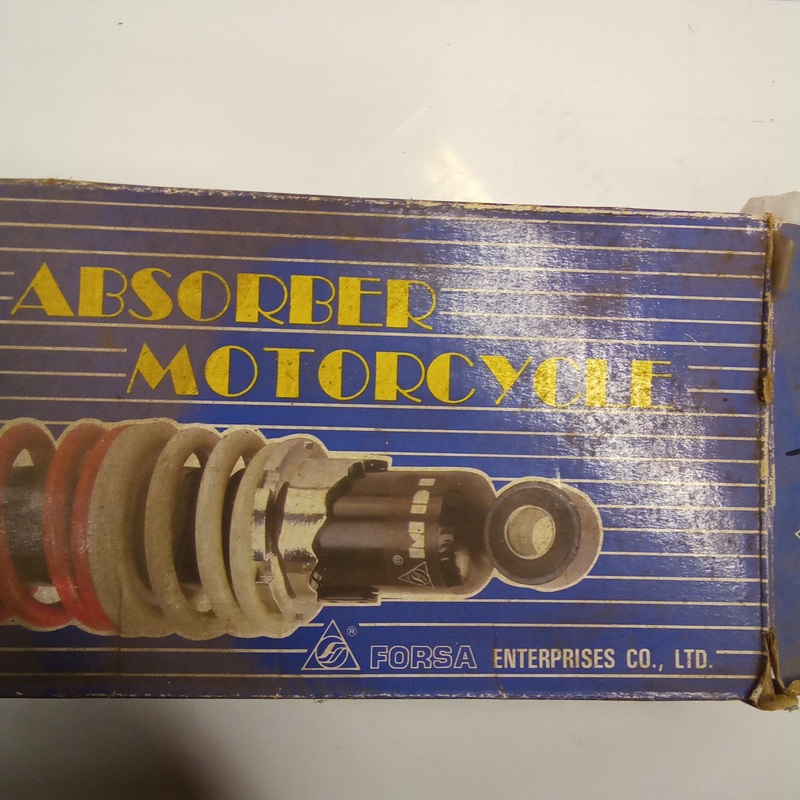 ABSORBER
MOTORCYCLE
®
®
FORSA ENTERPRISES CO., LTD.